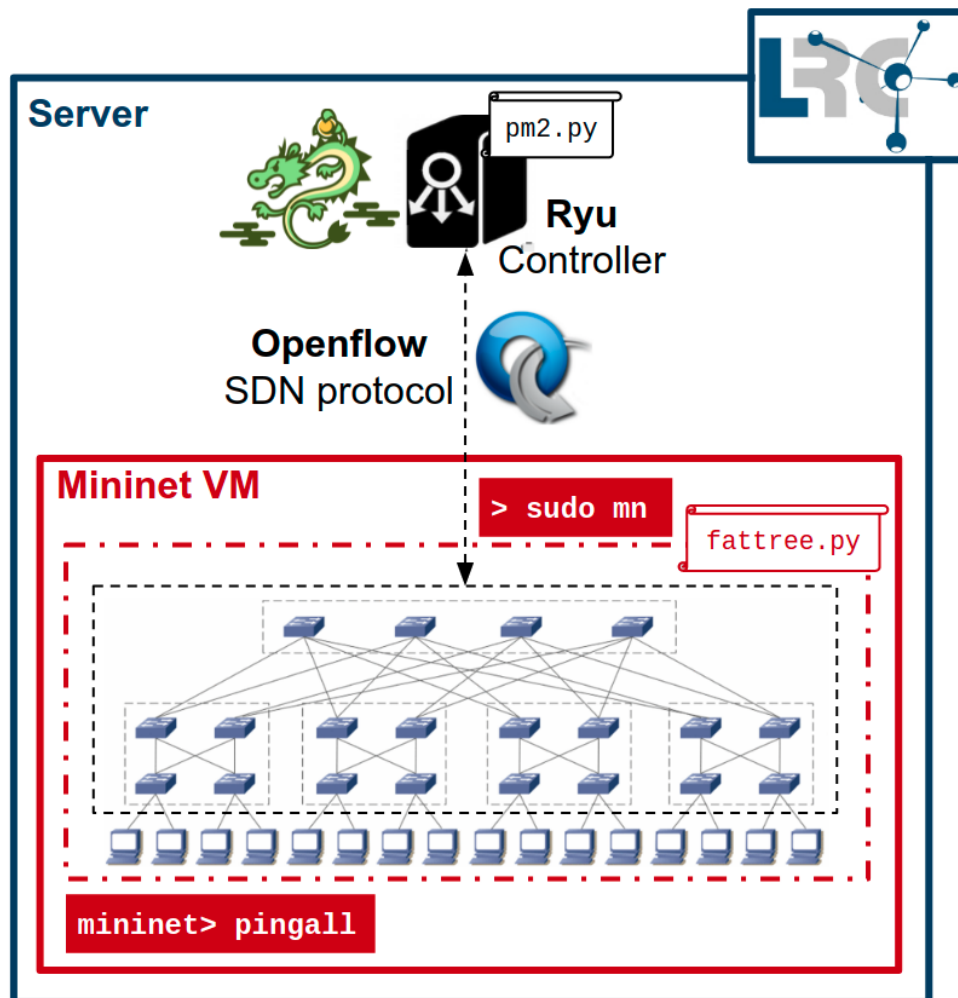 LRC
Server
pm2.py
Ryu
Controller
Openflow
SDN protocol
Mininet VM
> sudo mn
fattree.py
mininet> pingall